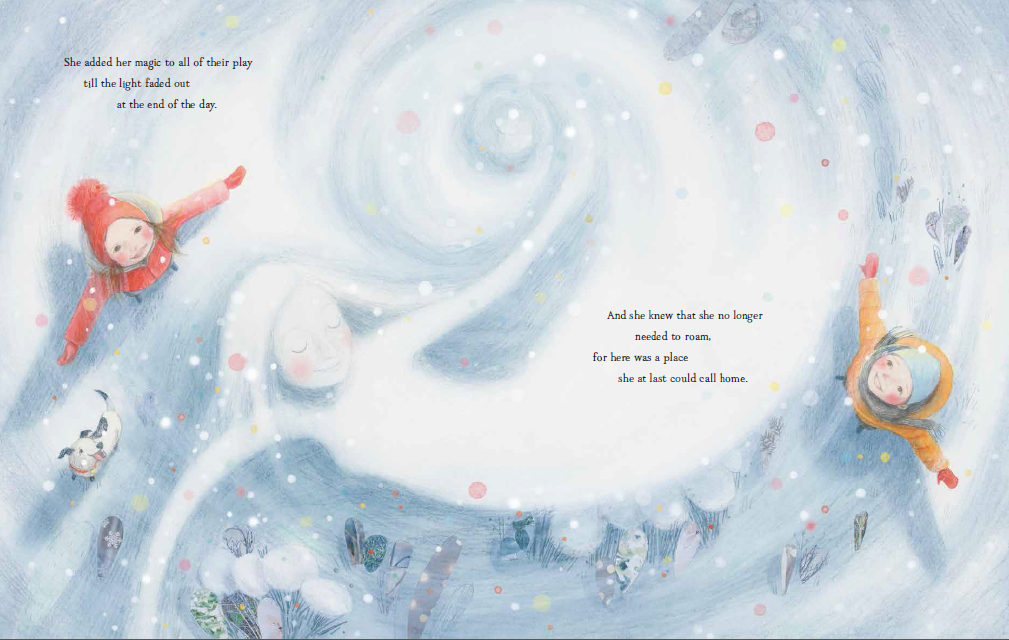 She added her magic to all of their play
till the light faded out
at the end of the day.
And she knew that she no longer
needed to roam,
for here was a place
she at last could call home.